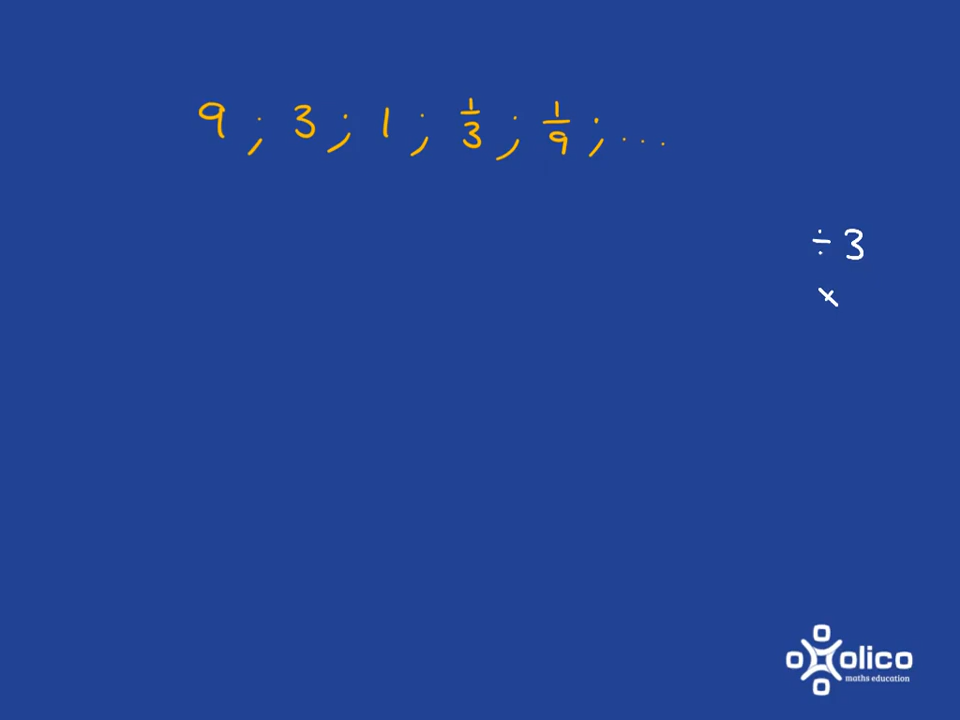 9 ; 3 ; 1 ; 1/3 ; 1/9 ; ...
÷ 3
×
olico
maths education